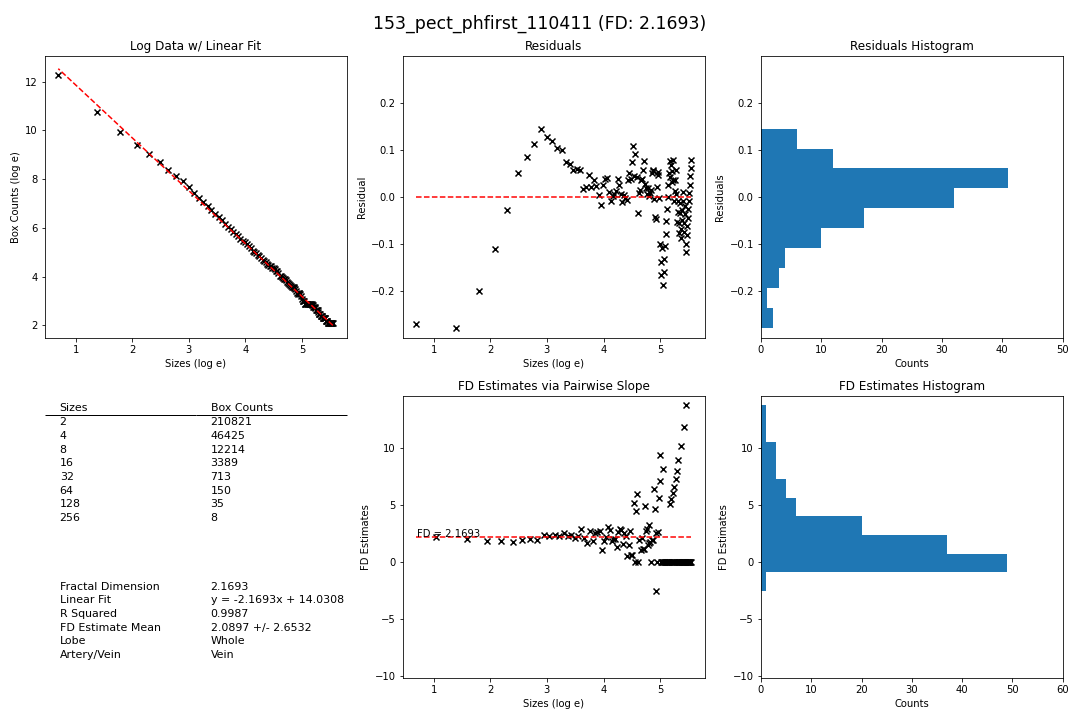 153_pect_phfirst_110411 (FD: 2.1693)
Log Data w/ Linear Fit
Box Counts (log e)
12
10
8
6
4
2
1 2 3 4 5
Sizes (log e)
Residuals
Residual
0.2
0.1
0.0
−0.1
−0.2
1 2 3 4 5
Sizes (log e)
Residuals Histogram
Residuals
0.2
0.1
0.0
−0.1
−0.2
0 10 20 30 40 50
Counts
Sizes Box Counts
2 210821
4 46425
8 12214
16 3389
32 713
64 150
128 35
256 8
Fractal Dimension 2.1693
Linear Fit y = -2.1693x + 14.0308
R Squared 0.9987
FD Estimate Mean 2.0897 +/- 2.6532
Lobe Whole
Artery/Vein Vein
FD Estimates via Pairwise Slope
FD Estimates
10
5
0
−5
−10
FD = 2.1693
1 2 3 4 5
Sizes (log e)
FD Estimates Histogram
FD Estimates
10
5
0
−5
−10
0 10 20 30 40 50 60
Counts